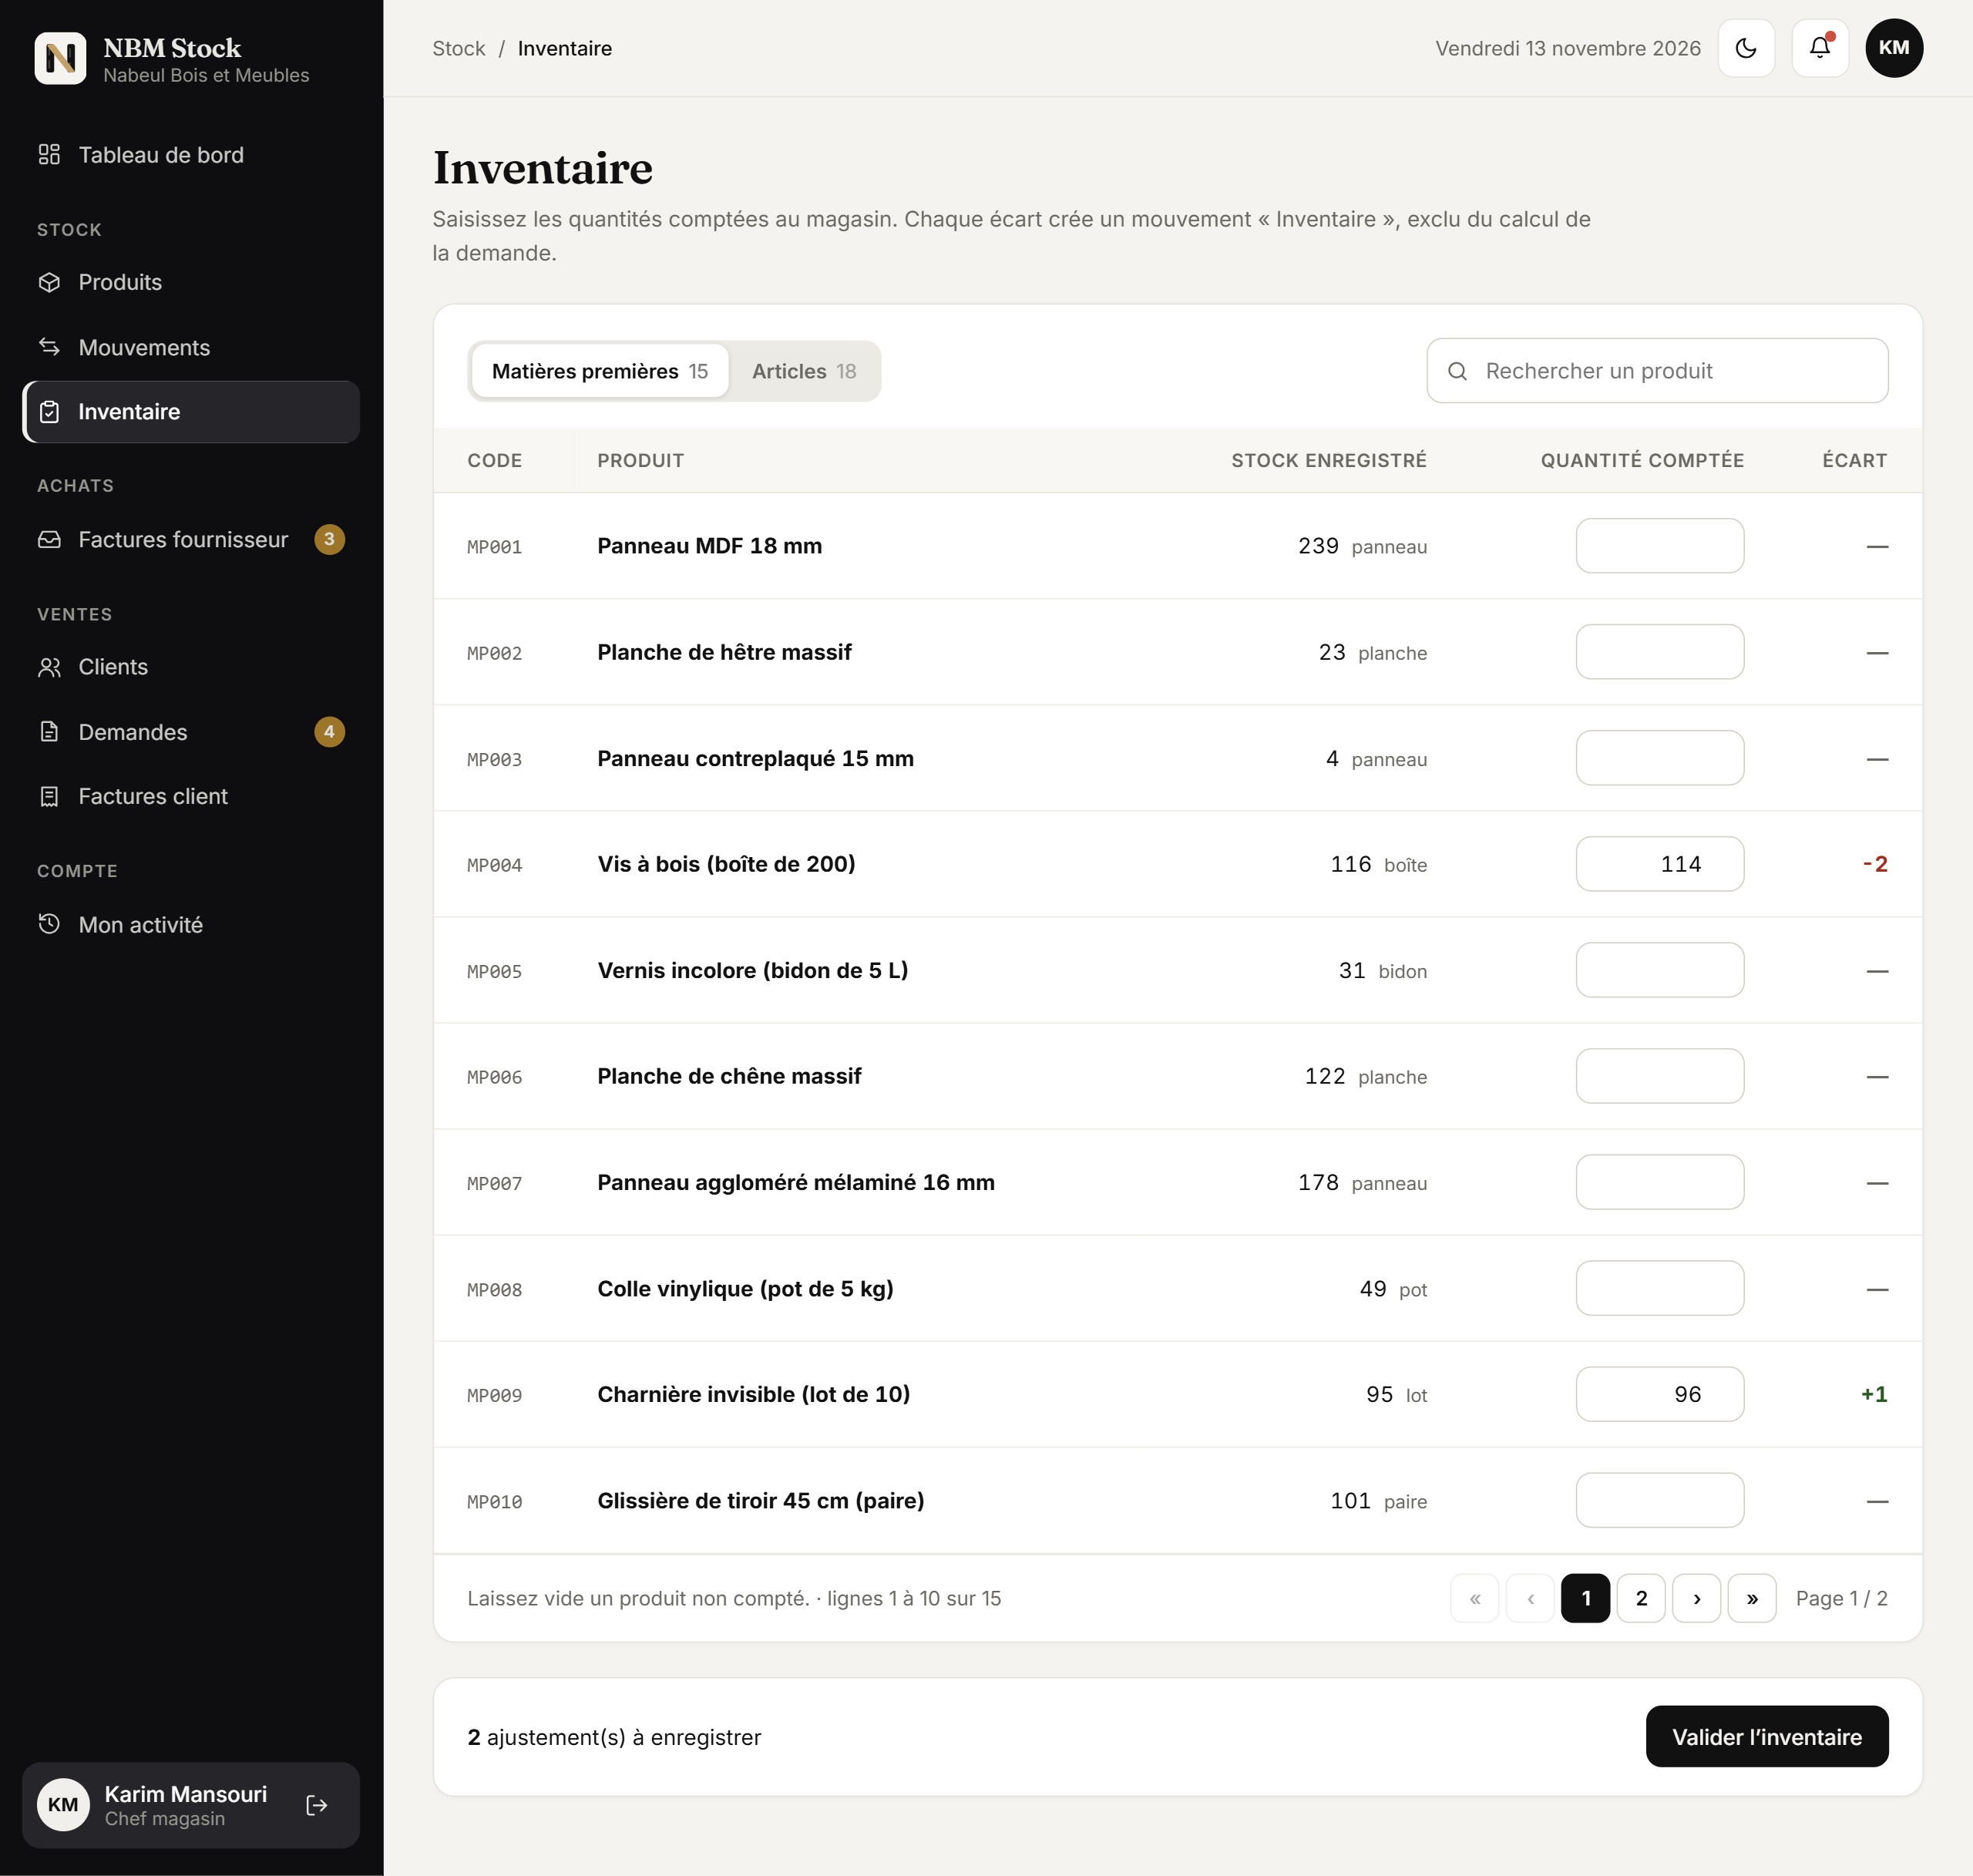 NBM Stock
Nabeul Bois et Meubles
Tableau de bord
STOCK
Produits
Mouvements
Inventaire
ACHATS
Factures fournisseur 3
VENTES
Clients
Demandes 4
Factures client
COMPTE
Mon activité
KM
Karim Mansouri
Chef magasin
Stock / Inventaire
Vendredi 13 novembre 2026
KM
Inventaire
Saisissez les quantités comptées au magasin. Chaque écart crée un mouvement « Inventaire », exclu du calcul de
la demande.
Matières premières 15 Articles 18
Rechercher un produit
CODE PRODUIT STOCK ENREGISTRÉ QUANTITÉ COMPTÉE ÉCART
MP001 Panneau MDF 18 mm 239 panneau —
MP002 Planche de hêtre massif 23 planche —
MP003 Panneau contreplaqué 15 mm 4 panneau —
MP004 Vis à bois (boîte de 200) 116 boîte 114 -2
MP005 Vernis incolore (bidon de 5 L) 31 bidon —
MP006 Planche de chêne massif 122 planche —
MP007 Panneau aggloméré mélaminé 16 mm 178 panneau —
MP008 Colle vinylique (pot de 5 kg) 49 pot —
MP009 Charnière invisible (lot de 10) 95 lot 96 +1
MP010 Glissière de tiroir 45 cm (paire) 101 paire —
Laissez vide un produit non compté. · lignes 1 à 10 sur 15
« ‹ 1 2 › » Page 1 / 2
2 ajustement(s) à enregistrer
Valider l’inventaire